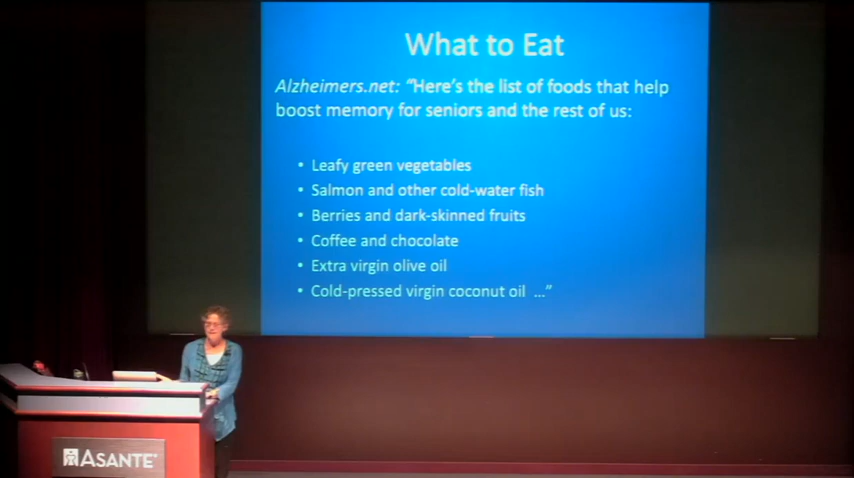 What to Eat
Alzheimers.net: "Here's the list of foods that help
boost memory for seniors and the rest of us:
• Leafy green vegetables
• Salmon and other cold-water fish
• Berries and dark-skinned fruits
• Coffee and chocolate
• Extra virgin olive oil
• Cold-pressed virgin coconut oil ..."
ASANTE